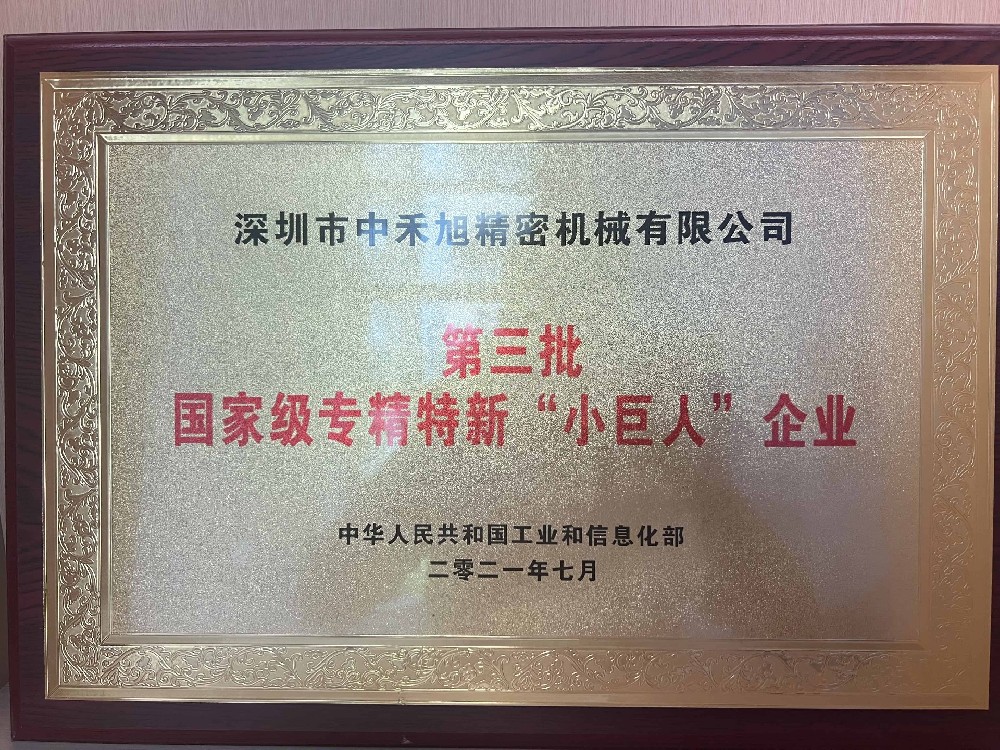 深圳市中禾旭精密机械有限公司
第三批
国家级专精特新“小巨人”企业
中华人民共和国工业和信息化部
二零二一年七月